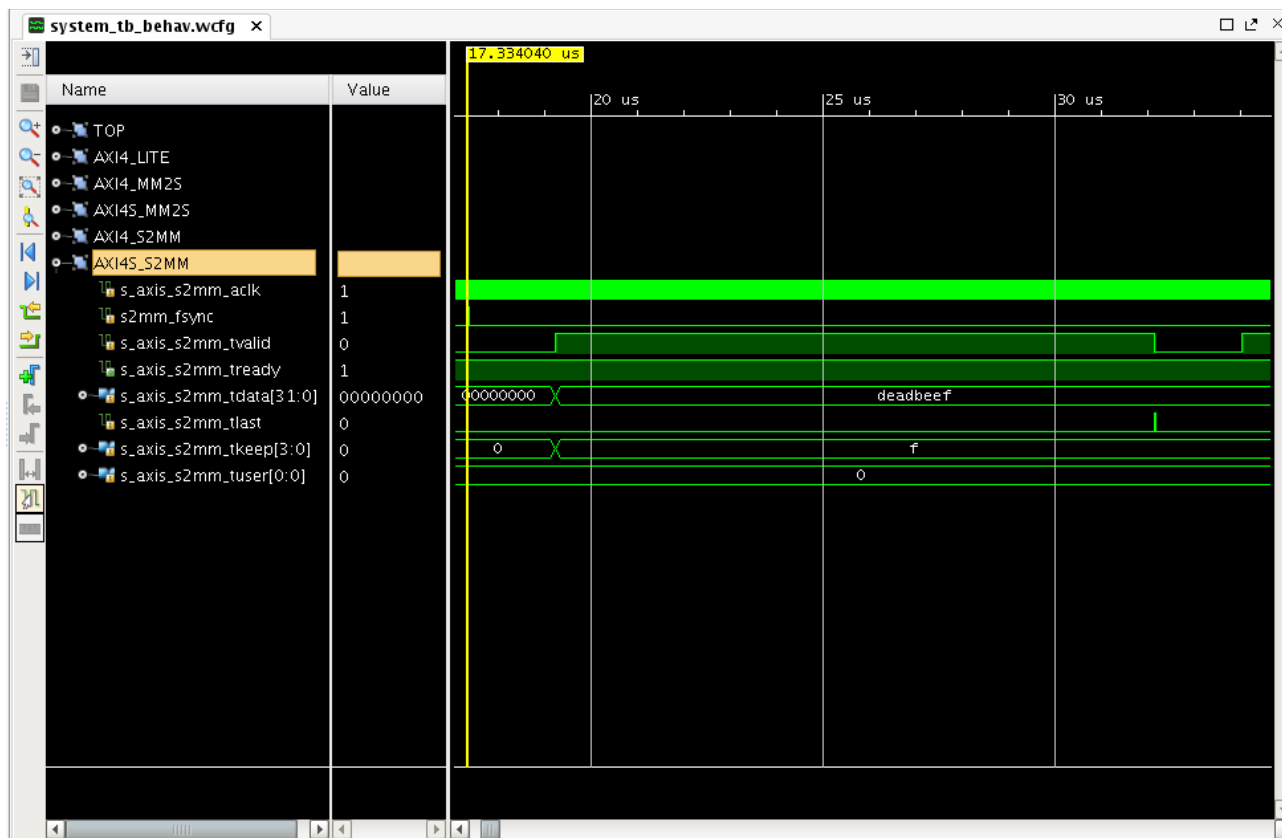 system_tb_behav.wcfg ×
17.334040 us
Name Value
20 us 25 us 30 us
TOP
AXI4_LITE
AXI4_MM2S
AXI4S_MM2S
AXI4_S2MM
AXI4S_S2MM
s_axis_s2mm_aclk 1
s2mm_fsync 1
s_axis_s2mm_tvalid 0
s_axis_s2mm_tready 1
s_axis_s2mm_tdata[31:0] 00000000 00000000 deadbeef
s_axis_s2mm_tlast 0
s_axis_s2mm_tkeep[3:0] 0 0 f
s_axis_s2mm_tuser[0:0] 0 0